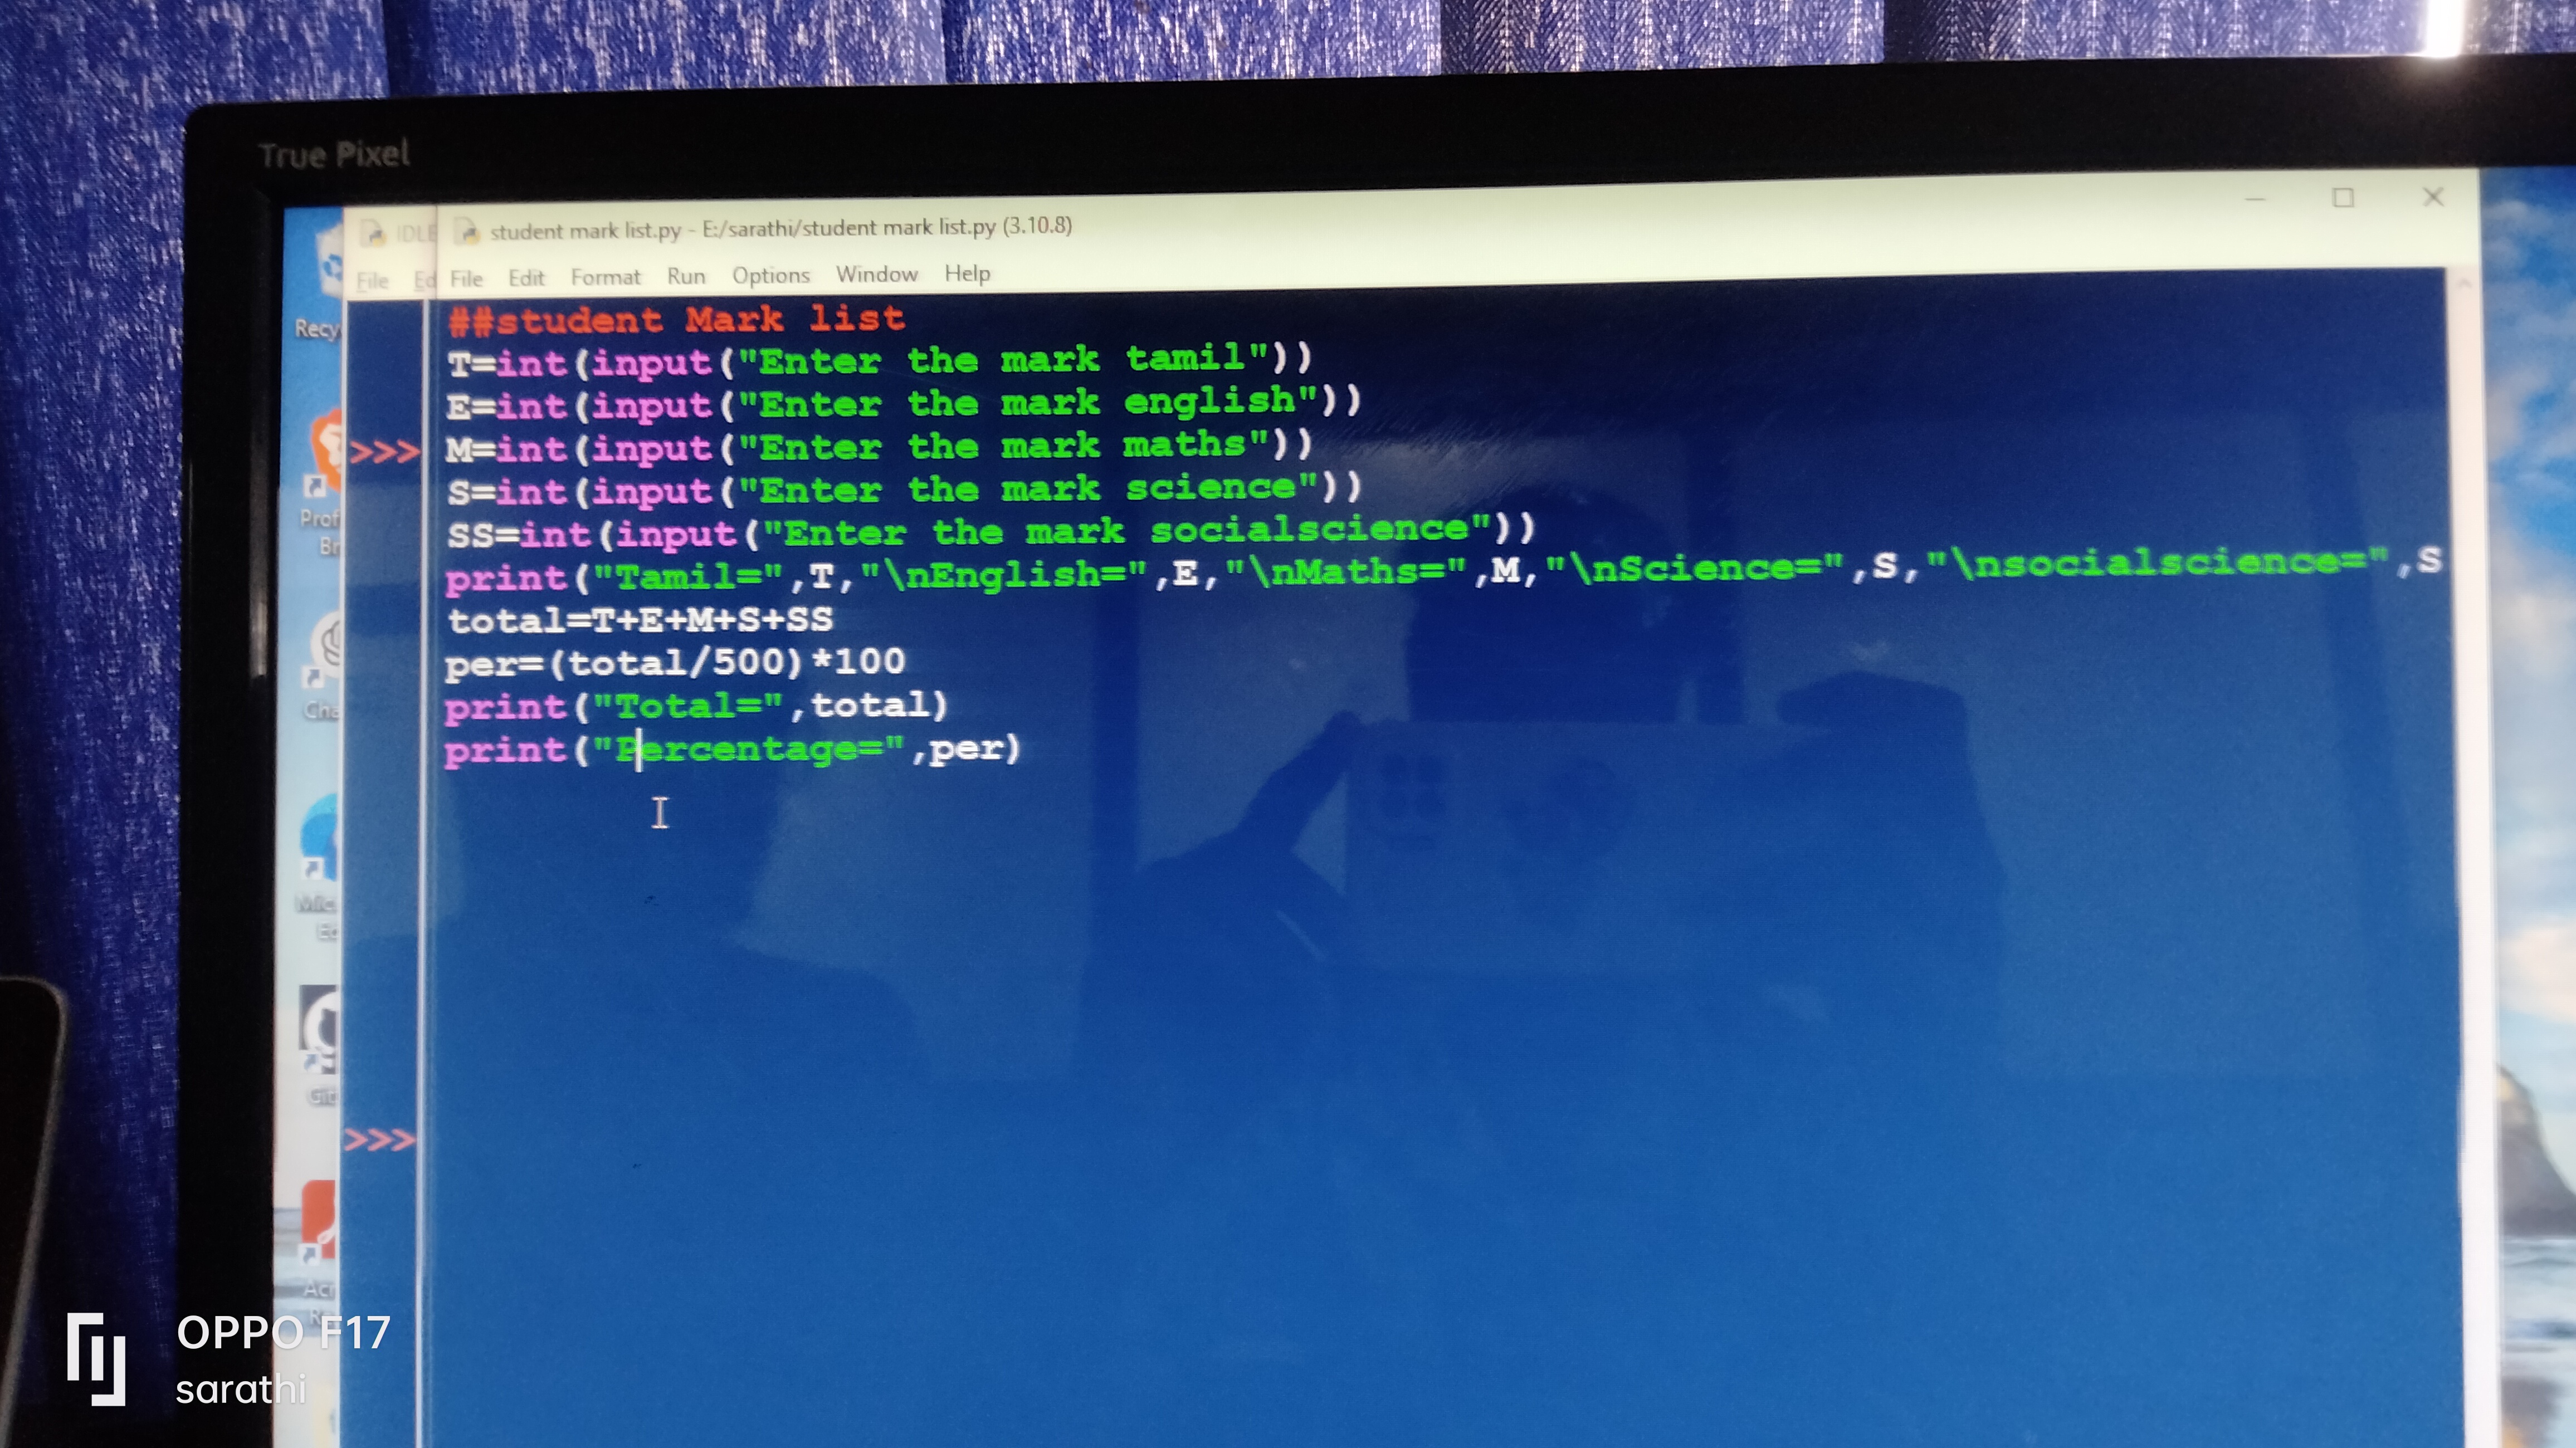 True Pixel
IDLE
student mark list.py - E:/sarathi/student mark list.py (3.10.8)
File Ed
File Edit Format Run Options Window Help
##student Mark list
T=int(input("Enter the mark tamil"))
E=int(input("Enter the mark english"))
>>>
M=int(input("Enter the mark maths"))
S=int(input("Enter the mark science"))
SS=int(input("Enter the mark socialscience"))
print("Tamil=",T,"\nEnglish=",E,"\nMaths=",M,"\nScience=",S,"\nsocialscience=",S
total=T+E+M+S+SS
per=(total/500)*100
print("Total=",total)
print("Percentage=",per)
>>>
Recy
Prof
Br
Cha
Mic
Ed
Git
OPPO F17
sarathi